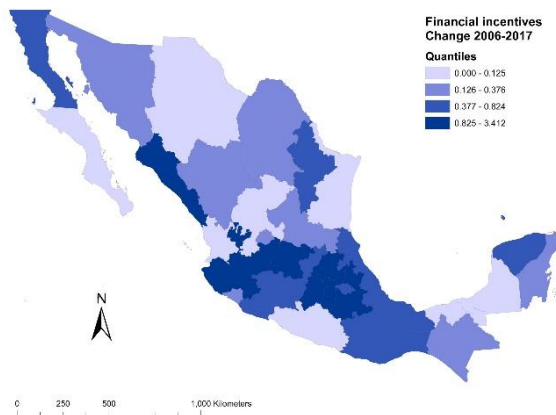 Financial incentives
Change 2006-2017
Quantiles
0.000 - 0.125
0.126 - 0.376
0.377 - 0.824
0.825 - 3.412
N
0 250 500 1,000 Kilometers